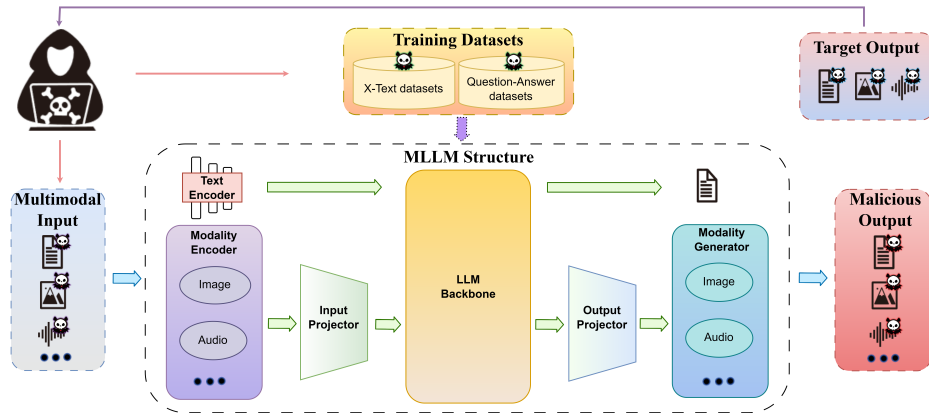 Training Datasets
X-Text datasets
Question-Answer
datasets
Target Output
MLLM Structure
Multimodal
Input
Text
Encoder
Modality
Encoder
Image
Audio
Input
Projector
LLM
Backbone
Output
Projector
Modality
Generator
Image
Audio
Malicious
Output